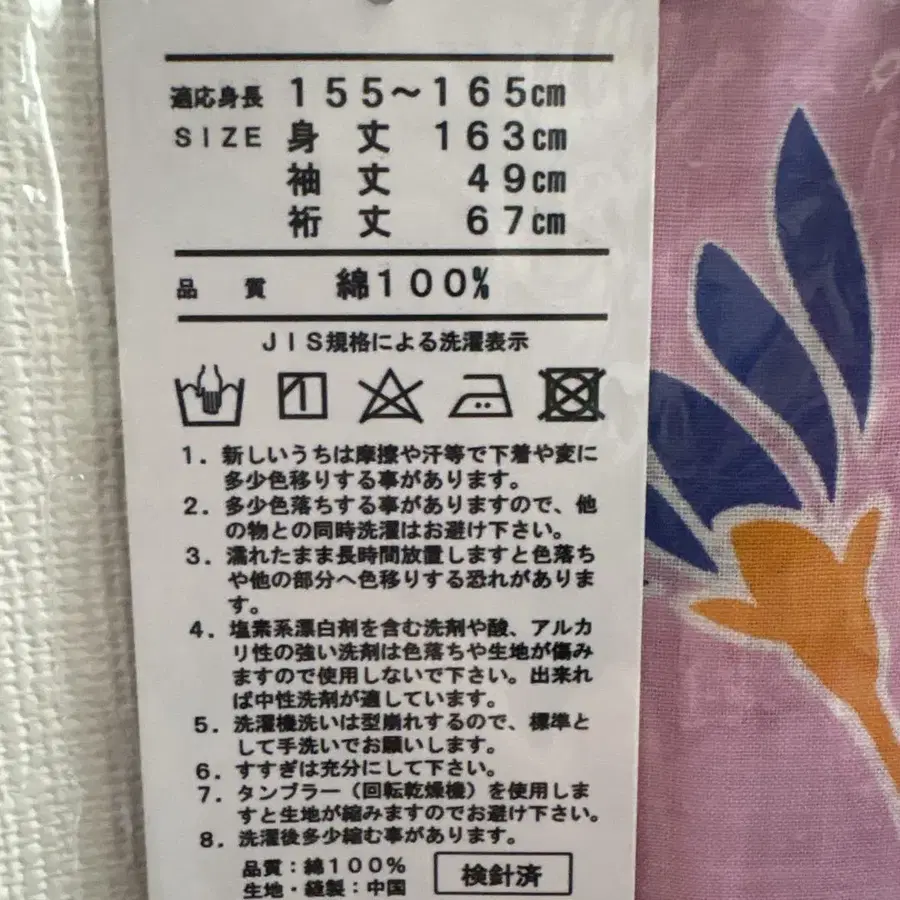 適応身長 155〜165cm
SIZE 身丈 163cm
袖丈 49cm
裄丈 67cm
品質 綿100%
JIS規格による洗濯表示
1．新しいうちは摩擦や汗等で下着や変に
多少色移りする事があります。
2．多少色落ちする事がありますので、他
の物との同時洗濯はお避け下さい。
3．濡れたまま長時間放置しますと色落ち
や他の部分へ色移りする恐れがありま
す。
4．塩素系漂白剤を含む洗剤や酸、アルカ
リ性の強い洗剤は色落ちや生地が傷み
ますので使用しないで下さい。出来れ
ば中性洗剤が適しています。
5．洗濯機洗いは型崩れするので、標準と
して手洗いでお願いします。
6．すすぎは充分にして下さい。
7．タンブラー（回転乾燥機）を使用しま
すと生地が縮みますのでお避け下さい。
8．洗濯後多少縮む事があります。
品質：綿100%
生地・縫製：中国
検針済